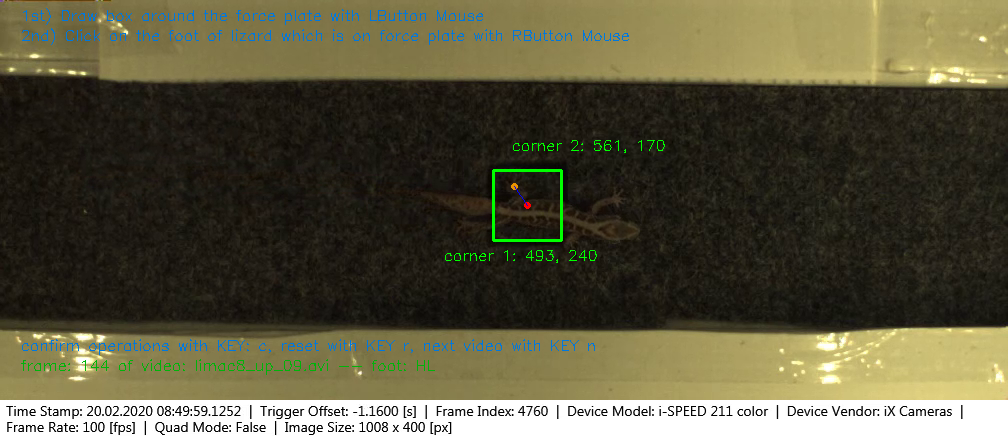 1st) Draw box around the force plate with LButton Mouse
2nd) Click on the foot of lizard which is on force plate with RButton Mouse
corner 2: 561, 170
corner 1: 493, 240
confirm operations with KEY: c, reset with KEY r, next video with KEY n
frame: 144 of video: limac3_up_09.avi -- foot: HL
Time Stamp: 20.02.2020 08:49:59.1252 | Trigger Offset: -1.1600 [s] | Frame Index: 4760 | Device Model: i-SPEED 211 color | Device Vendor: iX Cameras |
Frame Rate: 100 [fps] | Quad Mode: False | Image Size: 1008 x 400 [px]